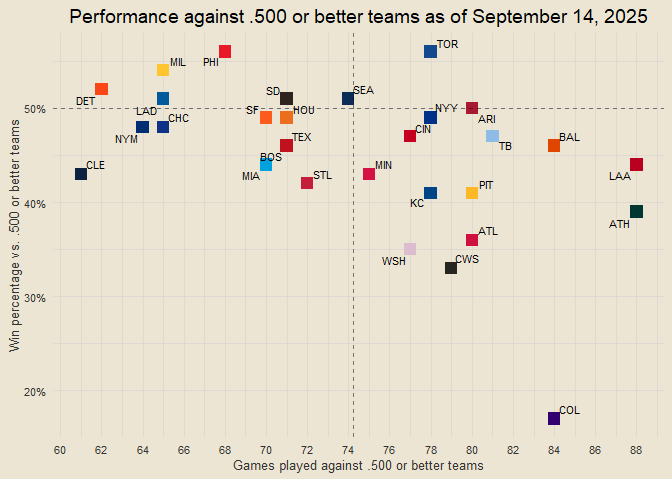 Performance against .500 or better teams as of September 14, 2025
TOR
PHI
MIL
DET
LAD
SD
SEA
50%
NYM
CHC
SF
HOU
NYY
ARI
CIN
TB
BAL
TEX
BOS
MIA
CLE
STL
MIN
LAA
KC
PIT
40%
ATH
ATL
WSH
CWS
30%
20%
COL
Win percentage vs. .500 or better teams
60 62 64 66 68 70 72 74 76 78 80 82 84 86 88
Games played against .500 or better teams